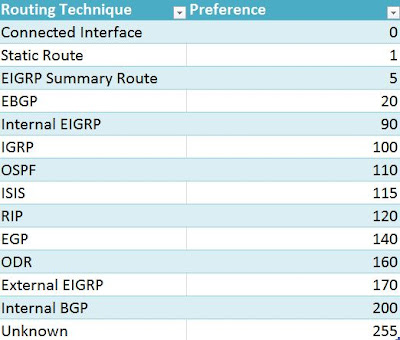 Routing Technique Preference
Connected Interface 0
Static Route 1
EIGRP Summary Route 5
EBGP 20
Internal EIGRP 90
IGRP 100
OSPF 110
ISIS 115
RIP 120
EGP 140
ODR 160
External EIGRP 170
Internal BGP 200
Unknown 255